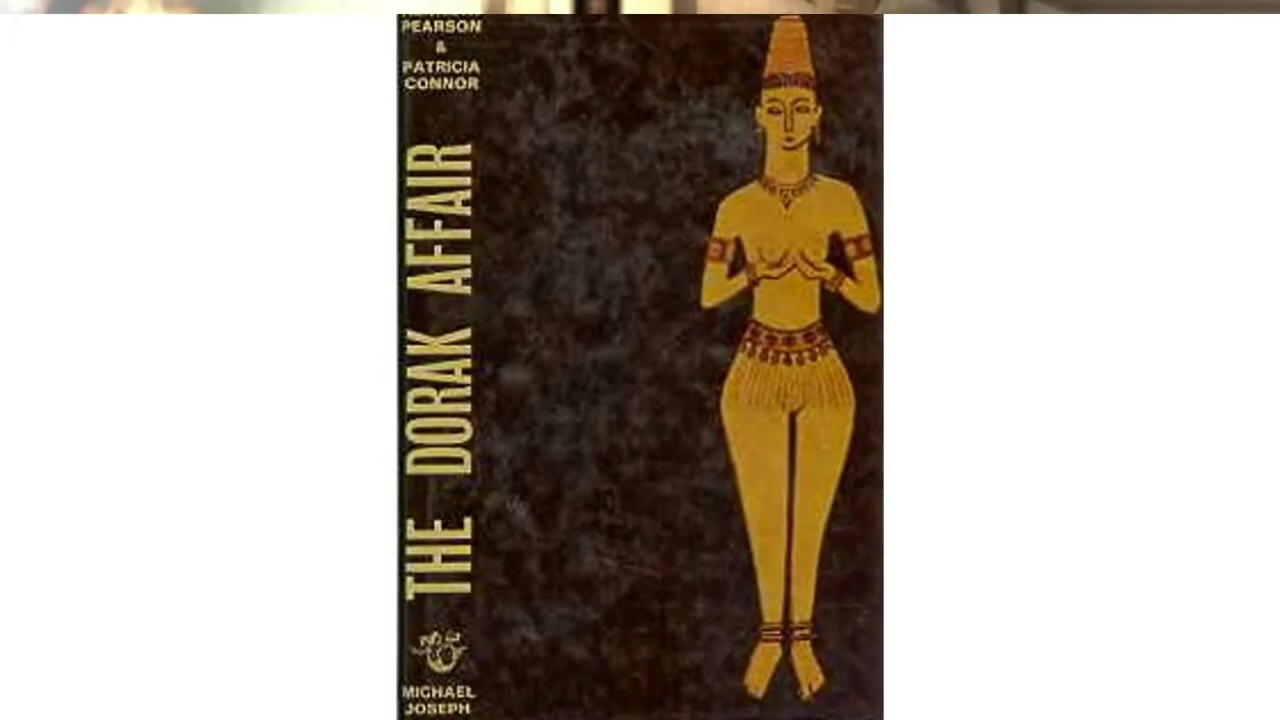 PEARSON
&
PATRICIA
CONNOR
THE DORAK AFFAIR
MICHAEL
JOSEPH